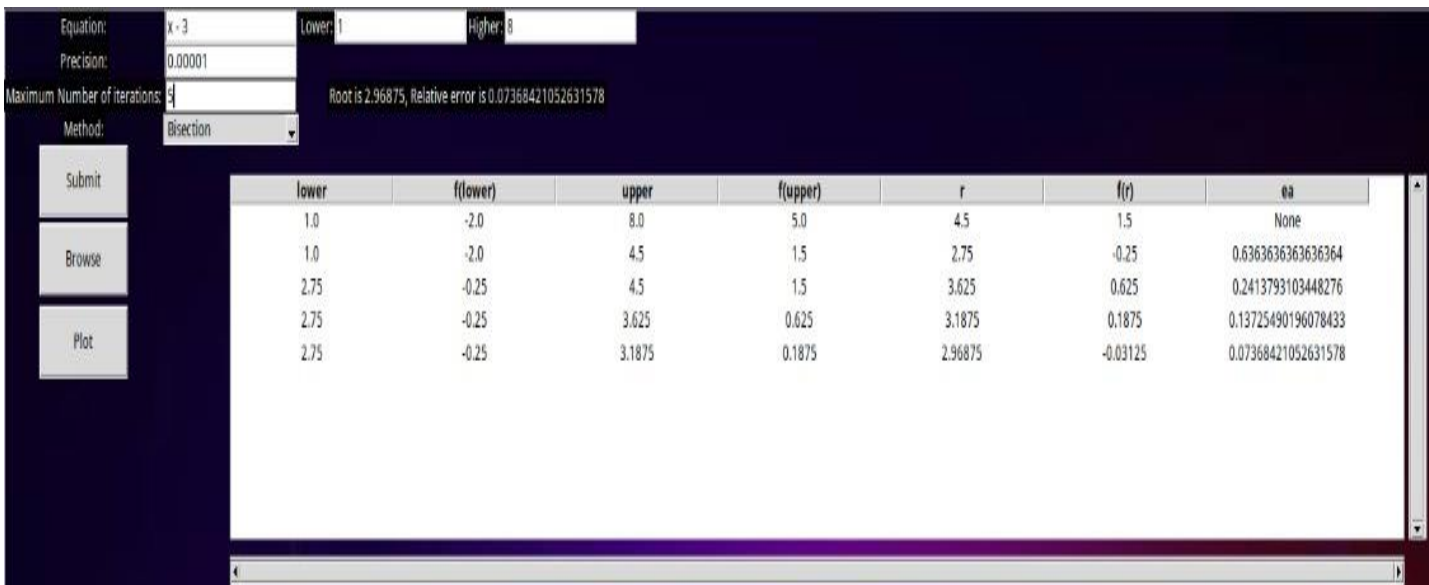 Equation: x - 3 Lower: 1 Higher: 8
Precision: 0.00001
Maximum Number of iterations: 5 Root is 2.96875, Relative error is 0.07368421052631578
Method: Bisection
Submit
Browse
Plot
lower f(lower) upper f(upper) r f(r) ea
1.0 -2.0 8.0 5.0 4.5 1.5 None
1.0 -2.0 4.5 1.5 2.75 -0.25 0.6363636363636364
2.75 -0.25 4.5 1.5 3.625 0.625 0.2413793103448276
2.75 -0.25 3.625 0.625 3.1875 0.1875 0.13725490196078433
2.75 -0.25 3.1875 0.1875 2.96875 -0.03125 0.07368421052631578